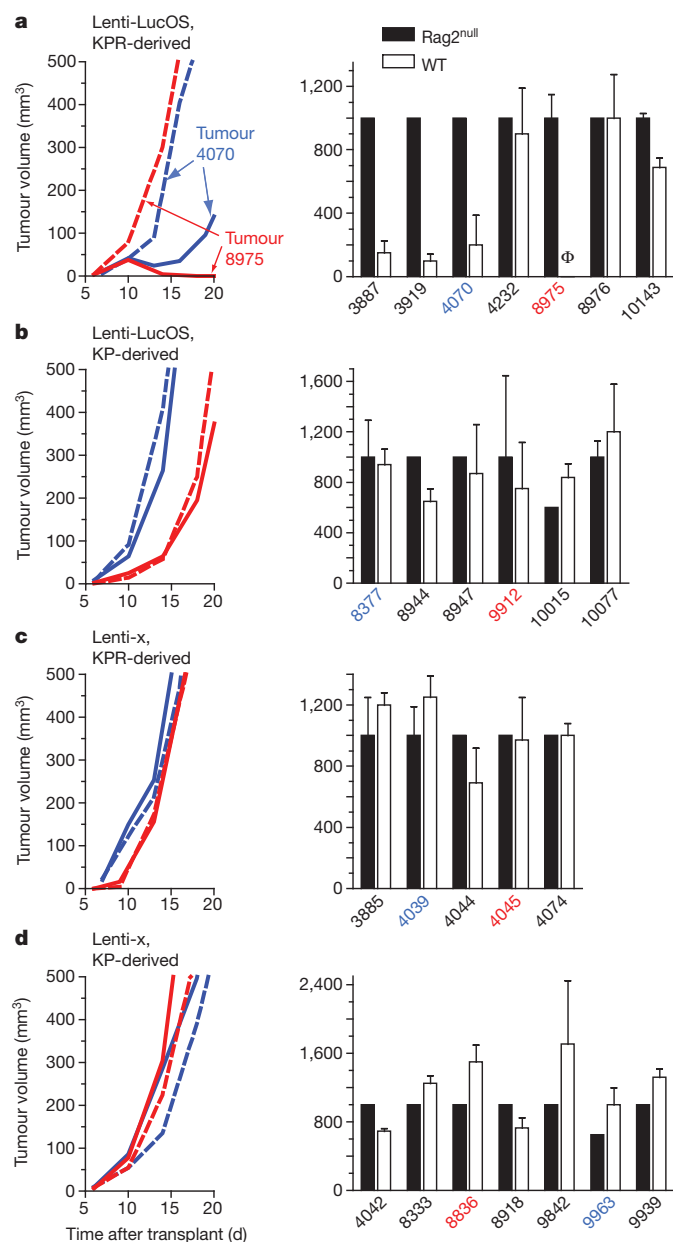 a
Lenti-LucOS,
KPR-derived
Tumour volume (mm³)
500
400
300
200
100
0
5 10 15 20
Tumour
4070
Tumour
8975
Rag2null
WT
1,200
800
400
0
Φ
3887 3919 4070 4232 8975 8976 10143
b
Lenti-LucOS,
KP-derived
Tumour volume (mm³)
500
400
300
200
100
0
5 10 15 20
1,600
1,200
800
400
0
8377 8944 8947 9912 10015 10077
c
Lenti-x,
KPR-derived
Tumour volume (mm³)
500
400
300
200
100
0
5 10 15 20
1,200
800
400
0
3885 4039 4044 4045 4074
d
Lenti-x,
KP-derived
Tumour volume (mm³)
500
400
300
200
100
0
5 10 15 20
Time after transplant (d)
2,400
1,600
800
0
4042 8333 8836 8918 9842 9963 9939